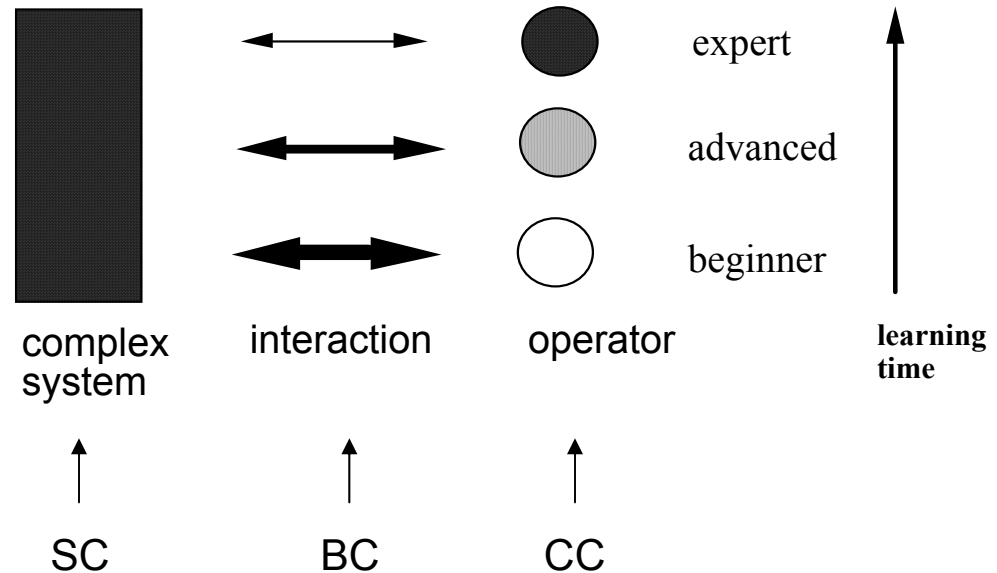 expert
advanced
beginner
complex
system
interaction
operator
learning
time
SC
BC
CC